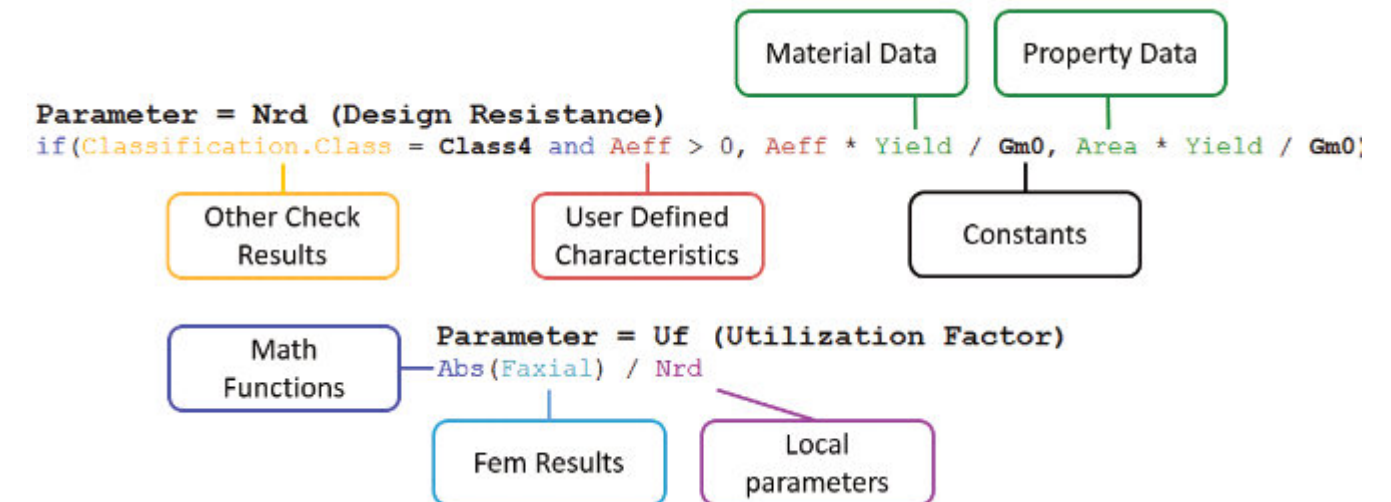 Material Data
Property Data
Parameter = Nrd (Design Resistance)
if(Classification.Class = Class4 and Aeff > 0, Aeff * Yield / Gm0, Area * Yield / Gm0)
Other Check
Results
User Defined
Characteristics
Constants
Parameter = Uf (Utilization Factor)
Abs(Faxial) / Nrd
Math
Functions
Fem Results
Local
parameters